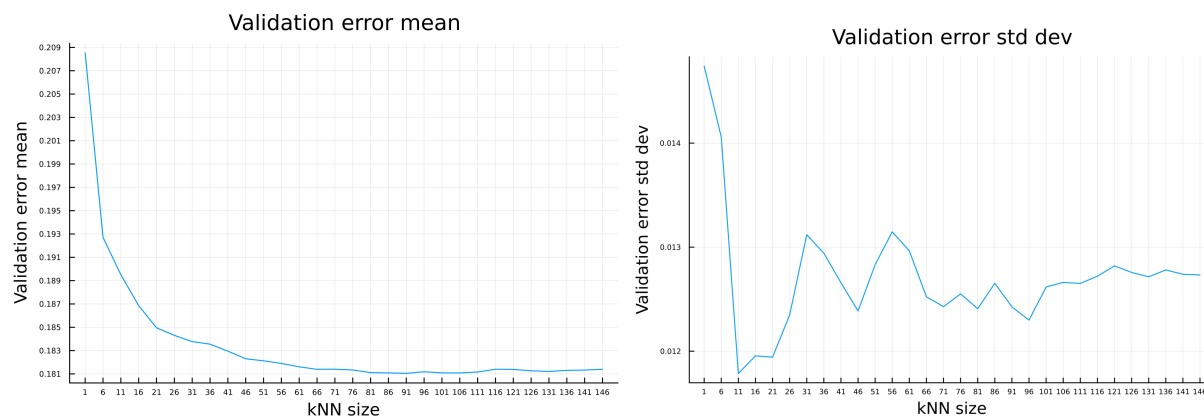 Validation error mean
Validation error mean
0.209
0.207
0.205
0.203
0.201
0.199
0.197
0.195
0.193
0.191
0.189
0.187
0.185
0.183
0.181
1 6 11 16 21 26 31 36 41 46 51 56 61 66 71 76 81 86 91 96 101 106 111 116 121 126 131 136 141 146
kNN size
Validation error std dev
Validation error std dev
0.014
0.013
0.012
1 6 11 16 21 26 31 36 41 46 51 56 61 66 71 76 81 86 91 96 101 106 111 116 121 126 131 136 141 146
kNN size